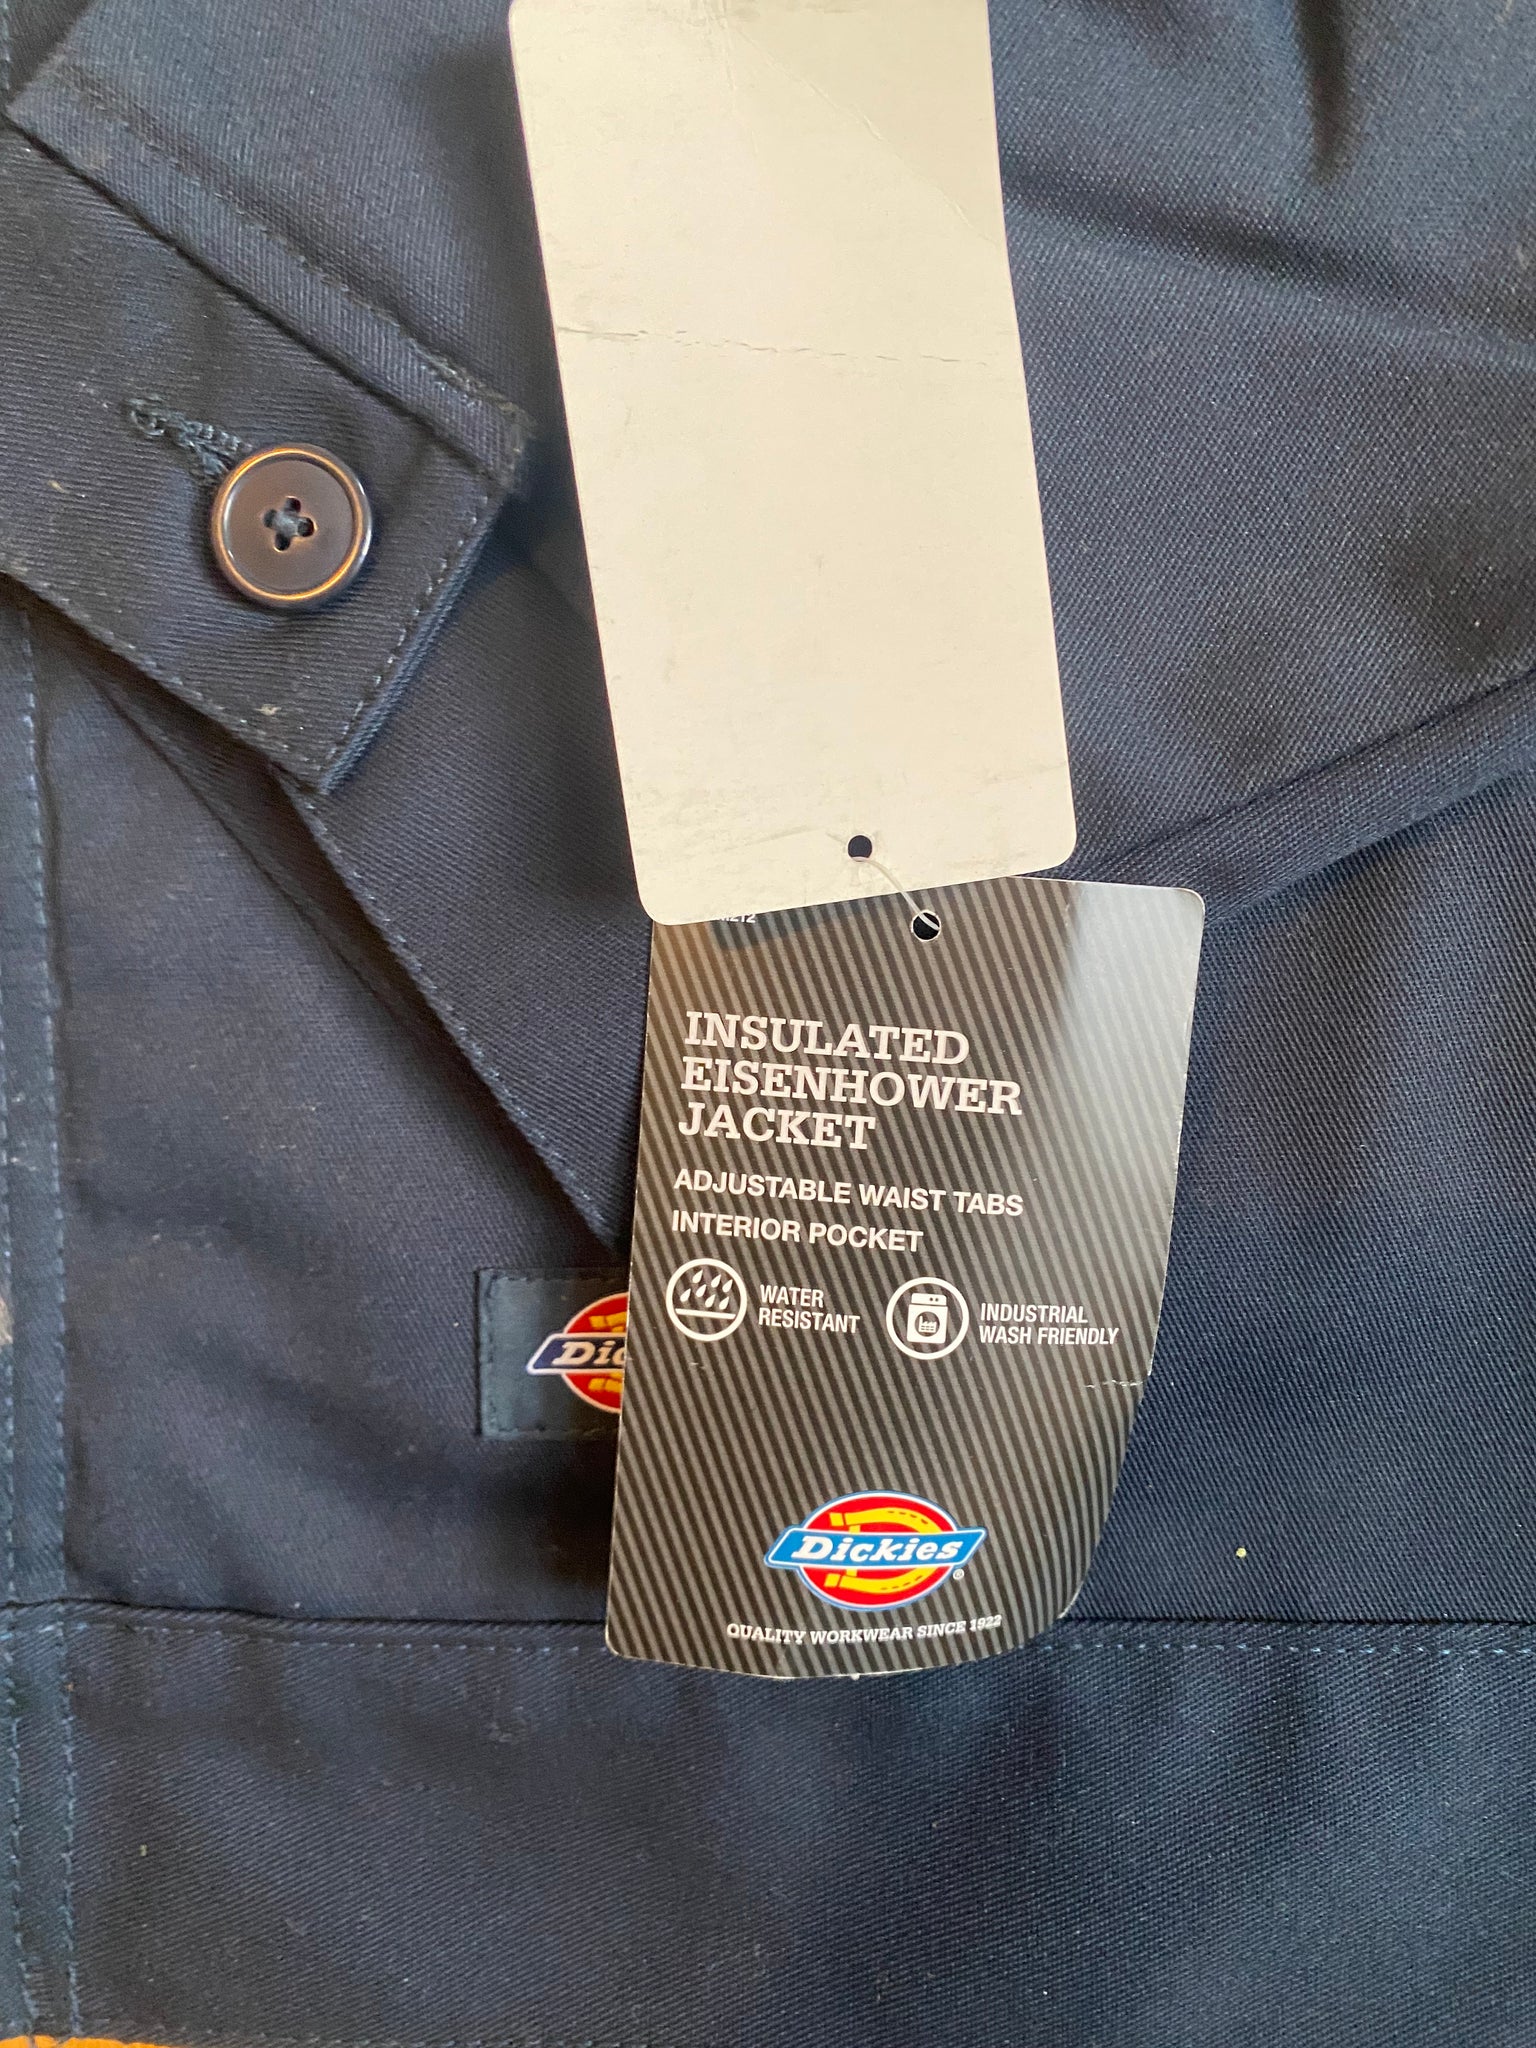 INSULATED
EISENHOWER
JACKET
ADJUSTABLE WAIST TABS
INTERIOR POCKET
WATER
RESISTANT
INDUSTRIAL
WASH FRIENDLY
Dickies®
QUALITY WORKWEAR SINCE 1922